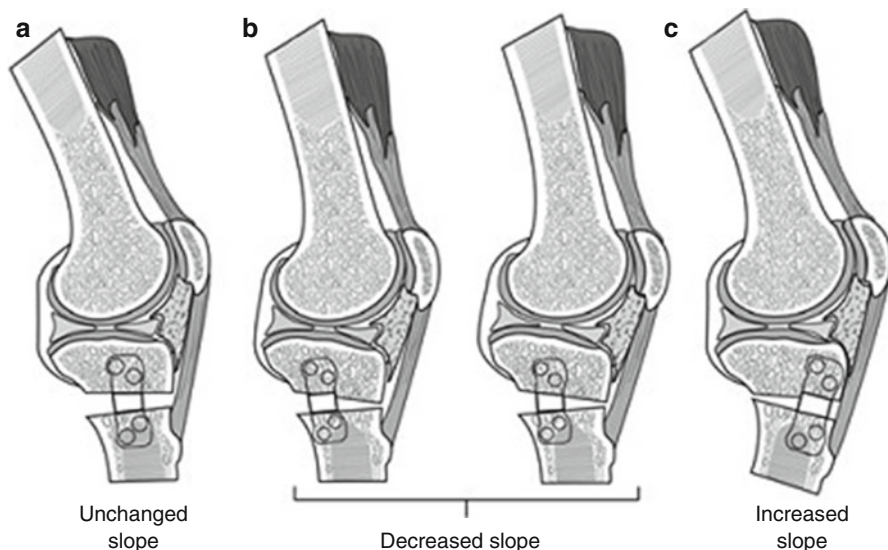 a
b
c
Unchanged
slope
Decreased slope
Increased
slope